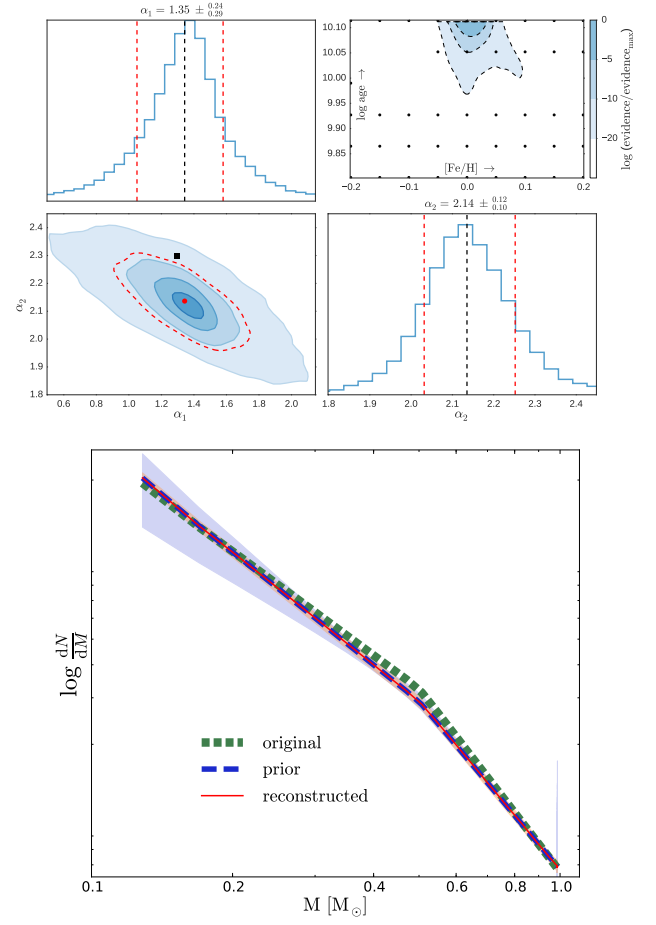 α₁ = 1.35 ± 0.24 0.29
10.10
10.05
10.00
9.95
9.90
9.85
log age →
[Fe/H] →
−0.2 −0.1 0.0 0.1 0.2
0
−5
−10
−20
log (evidence/evidence_max)
α₂ = 2.14 ± 0.12 0.10
2.4
2.3
2.2
2.1
2.0
1.9
1.8
α₂
0.6 0.8 1.0 1.2 1.4 1.6 1.8 2.0
α₁
1.8 1.9 2.0 2.1 2.2 2.3 2.4
α₂
log dN/dM
original
prior
reconstructed
0.1 0.2 0.4 0.6 0.8 1.0
M [M⊙]